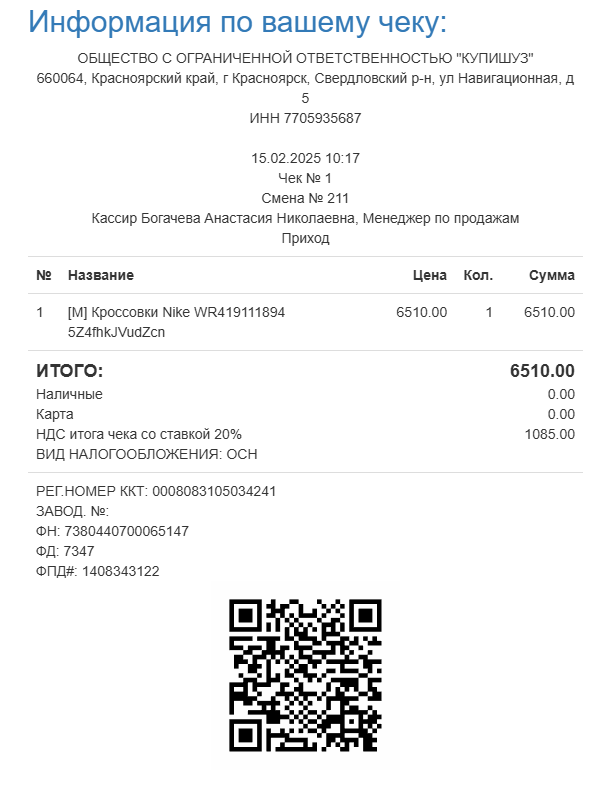 Информация по вашему чеку:
ОБЩЕСТВО С ОГРАНИЧЕННОЙ ОТВЕТСТВЕННОСТЬЮ "КУПИШУЗ"
660064, Красноярский край, г Красноярск, Свердловский р-н, ул Навигационная, д
5
ИНН 7705935687
15.02.2025 10:17
Чек № 1
Смена № 211
Кассир Богачева Анастасия Николаевна, Менеджер по продажам
Приход
№ Название Цена Кол. Сумма
1 [M] Кроссовки Nike WR419111894 6510.00 1 6510.00
5Z4fhkJVudZcn
ИТОГО: 6510.00
Наличные 0.00
Карта 0.00
НДС итога чека со ставкой 20% 1085.00
ВИД НАЛОГООБЛОЖЕНИЯ: ОСН
РЕГ.НОМЕР ККТ: 0008083105034241
ЗАВОД. №:
ФН: 7380440700065147
ФД: 7347
ФПД#: 1408343122